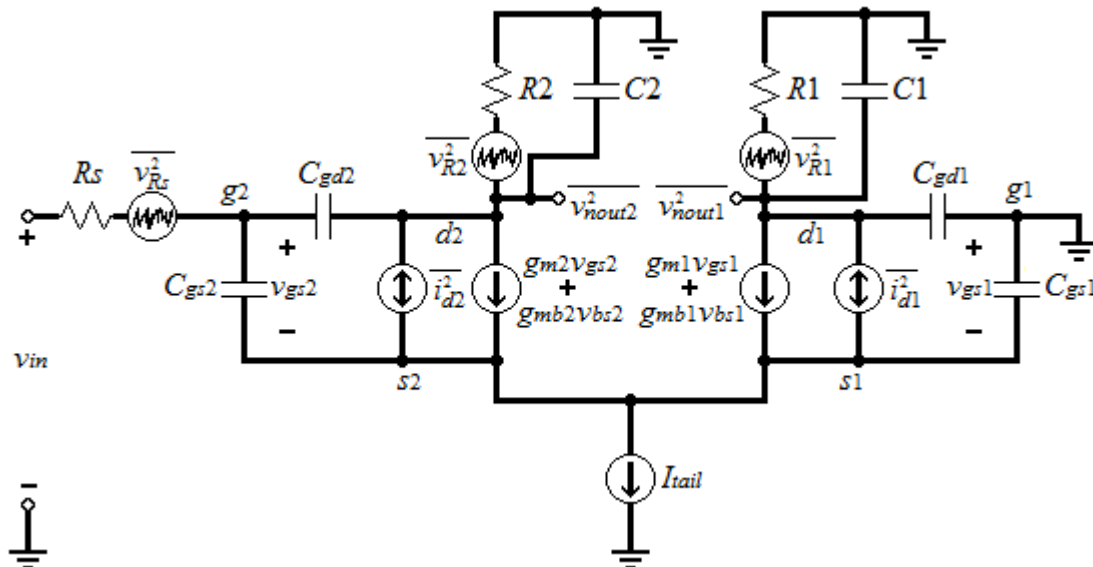 R2
C2
R1
C1
Rs
v²Rs
v²R2
v²R1
g2
Cgd2
v²nout2
v²nout1
Cgd1
g1
+
d2
d1
Cgs2
+
vgs2
−
i²d2
gm2vgs2
+
gmb2vbs2
gm1vgs1
+
gmb1vbs1
i²d1
+
vgs1
−
Cgs1
vin
s2
s1
Itail
−